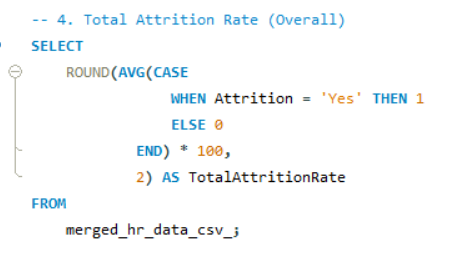 -- 4. Total Attrition Rate (Overall)
SELECT
ROUND(AVG(CASE
WHEN Attrition = 'Yes' THEN 1
ELSE 0
END) * 100,
2) AS TotalAttritionRate
FROM
merged_hr_data_csv_;